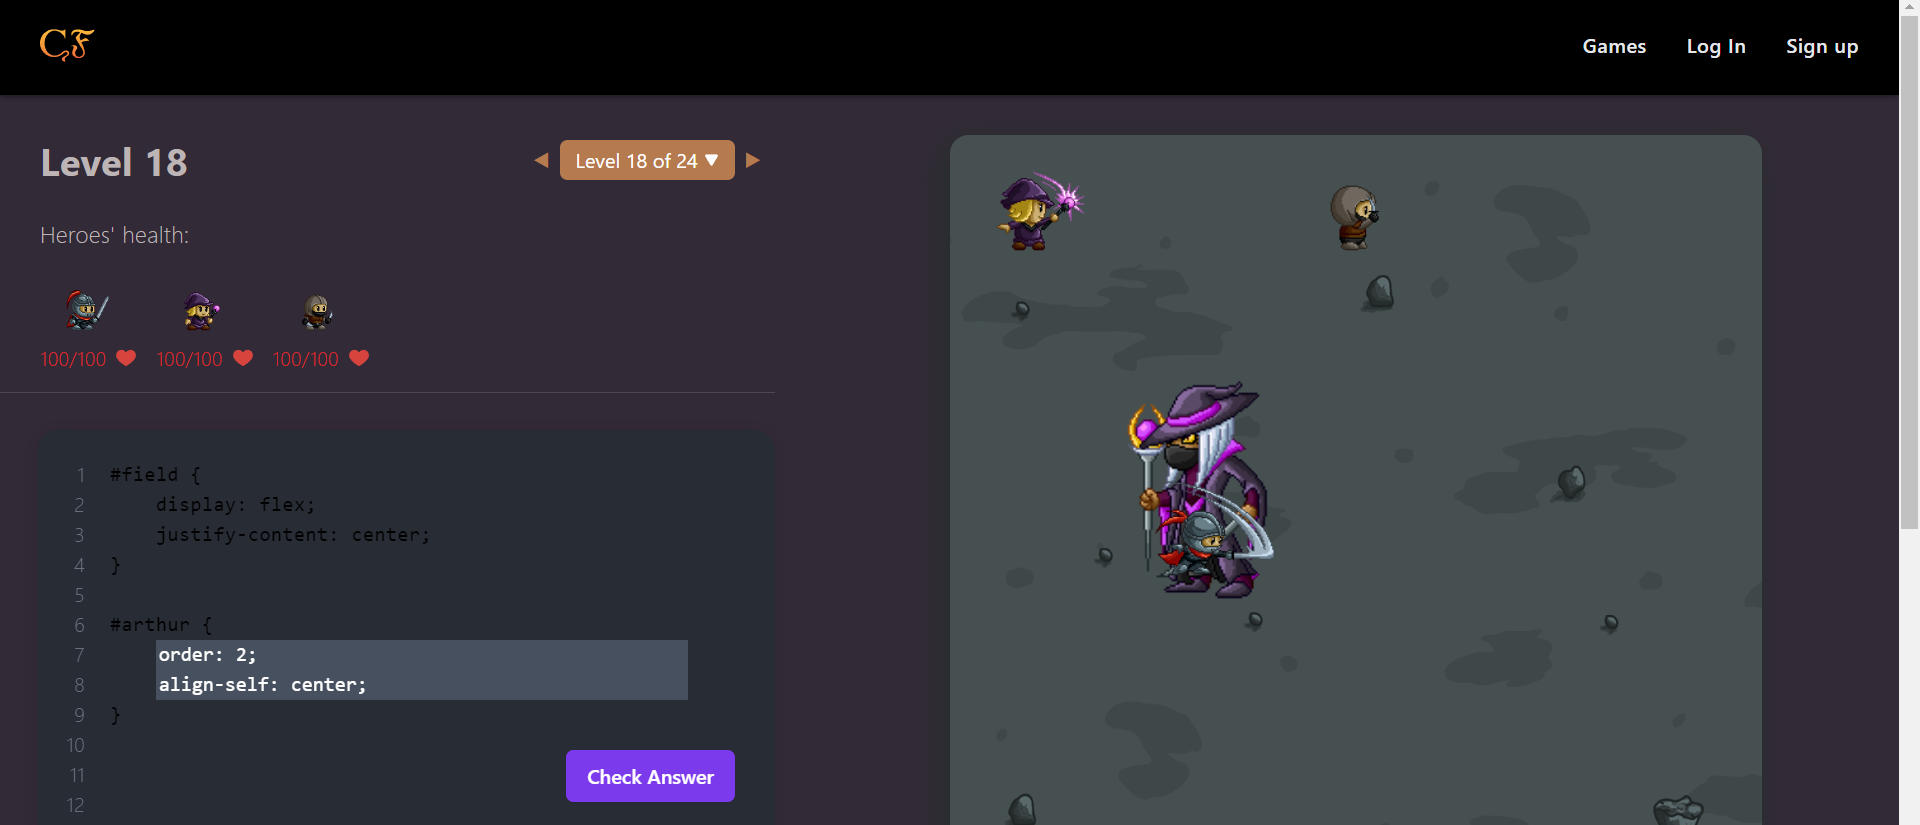 CF
Games
Log In
Sign up
Level 18
Level 18 of 24
Heroes' health:
100/100
100/100
100/100
1 #field {
2 display: flex;
3 justify-content: center;
4 }
5
6 #arthur {
7 order: 2;
8 align-self: center;
9 }
10
11
12
Check Answer